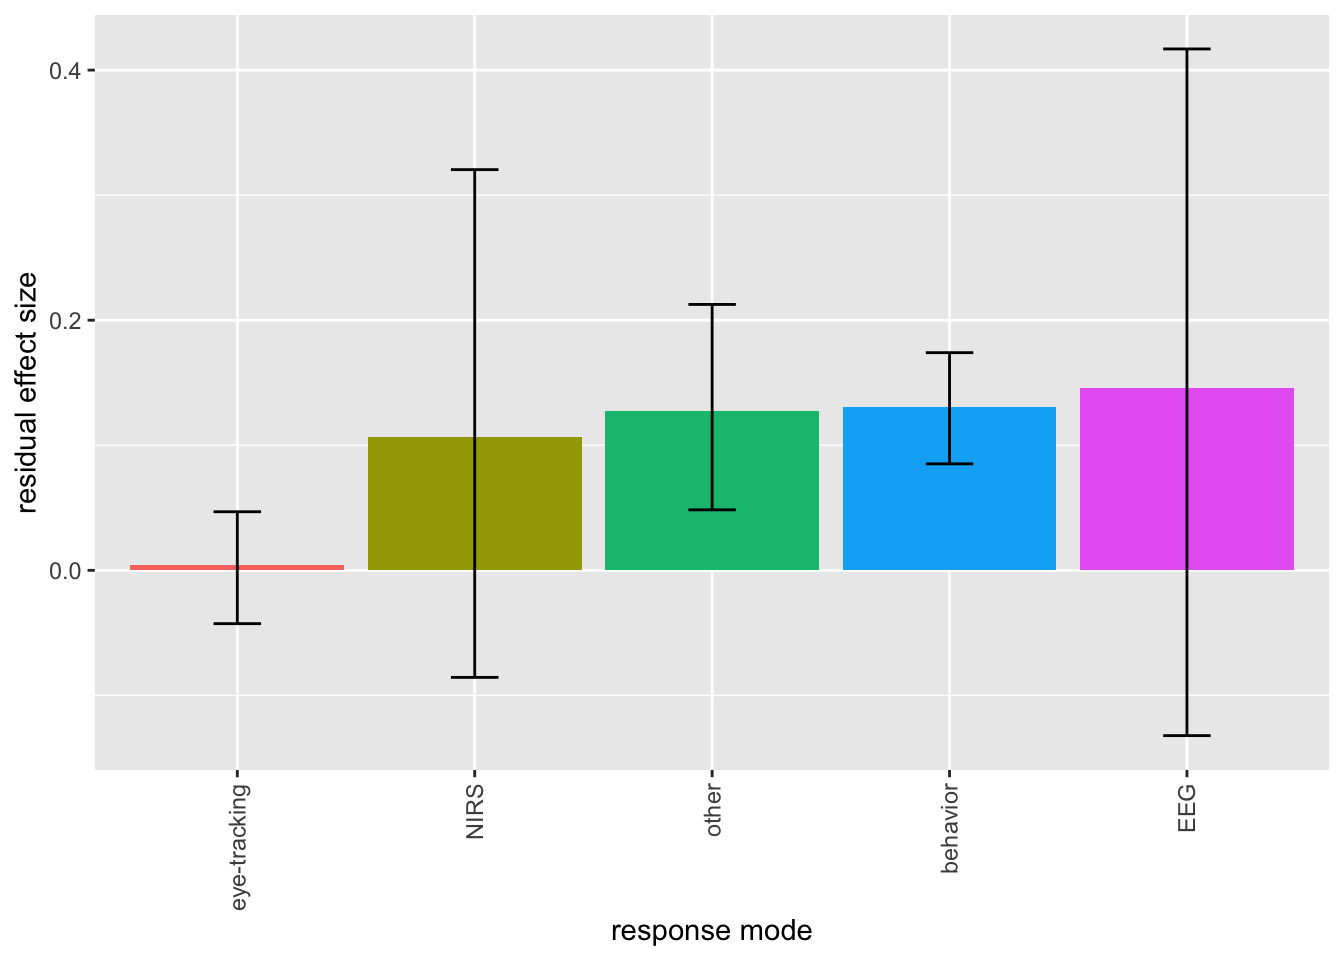 residual effect size
0.4
0.2
0.0
eye-tracking
NIRS
other
behavior
EEG
response mode